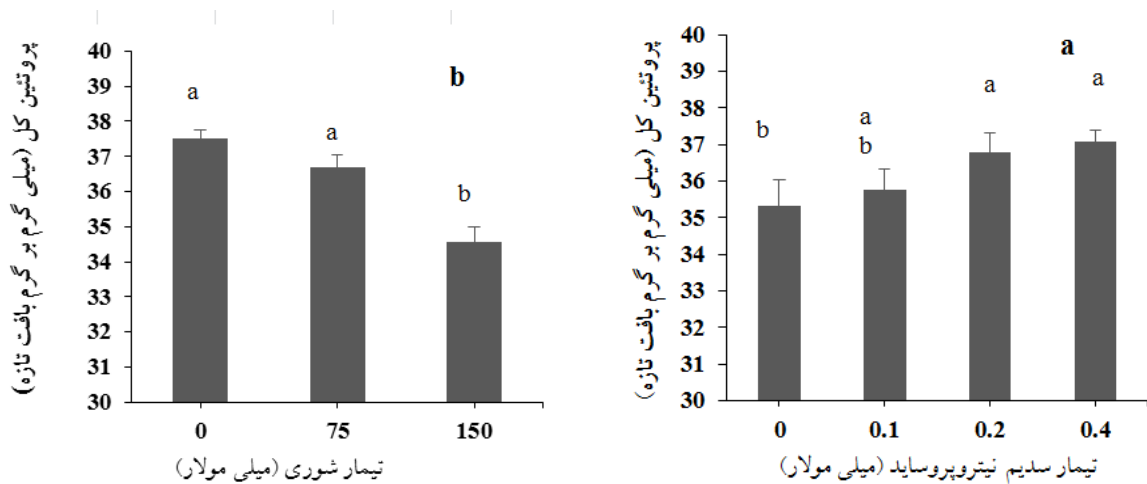 پروتئین کل (میلی گرم بر گرم بافت تازه)
40
39
38
37
36
35
34
33
32
31
30
b
a
a
b
0 75 150
تیمار شوری (میلی مولار)
پروتئین کل (میلی گرم بر گرم بافت تازه)
40
39
38
37
36
35
34
33
32
31
30
a
b
a
b
a
a
0 0.1 0.2 0.4
تیمار سدیم نیتروپروساید (میلی مولار)